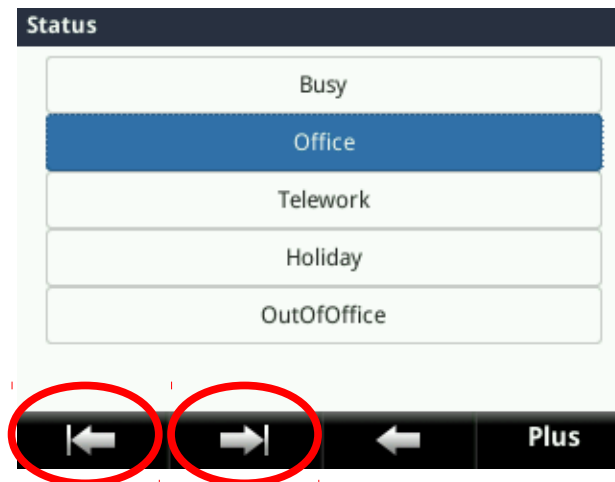 Status
Busy
Office
Telework
Holiday
OutOfOffice
Plus